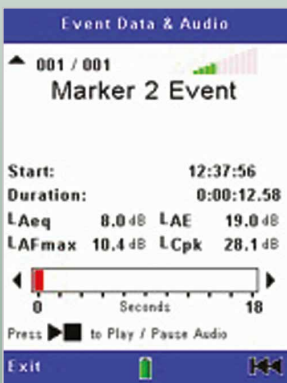 Event Data & Audio
001 / 001
Marker 2 Event
Start: 12:37:56
Duration: 0:00:12.58
LAeq 8.0 dB LAE 19.0 dB
LAFmax 10.4 dB LCpk 28.1 dB
0 Seconds 18
Press to Play / Pause Audio
Exit